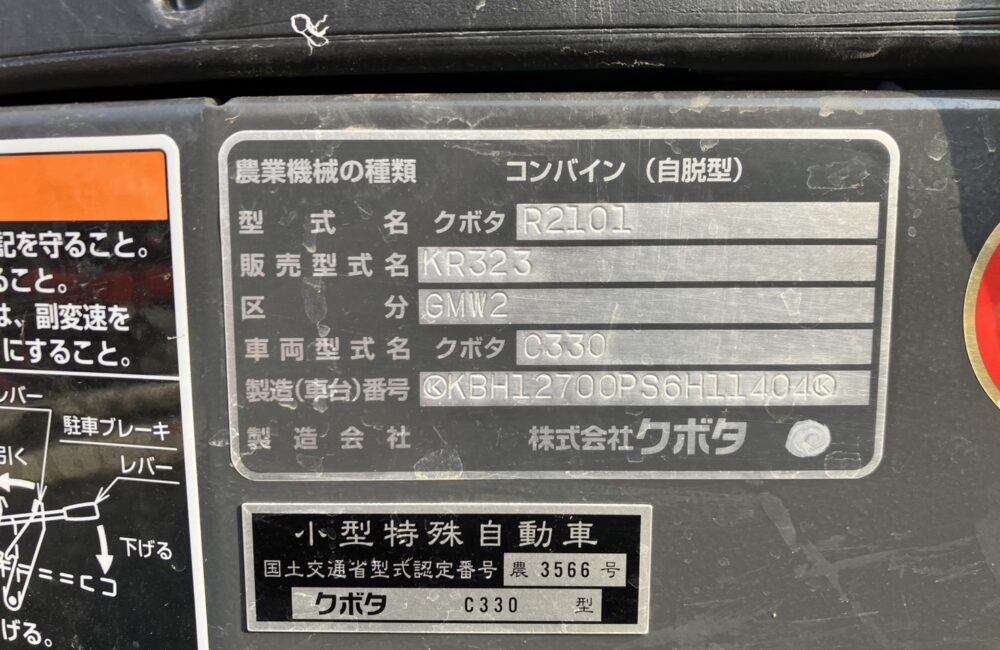 記を守ること。
ること。
は、副変速を
にすること。
レバー
駐車ブレーキ
レバー
引く
下げる
げる。
農業機械の種類 コンバイン（自脱型）
型式名 クボタ R2101
販売型式名 KR323
区分 GMW2
車両型式名 クボタ C330
製造(車台)番号 ⓀKBH12700PS6H11404Ⓚ
製造会社 株式会社クボタ
小型特殊自動車
国土交通省型式認定番号 農 3566 号
クボタ C330 型